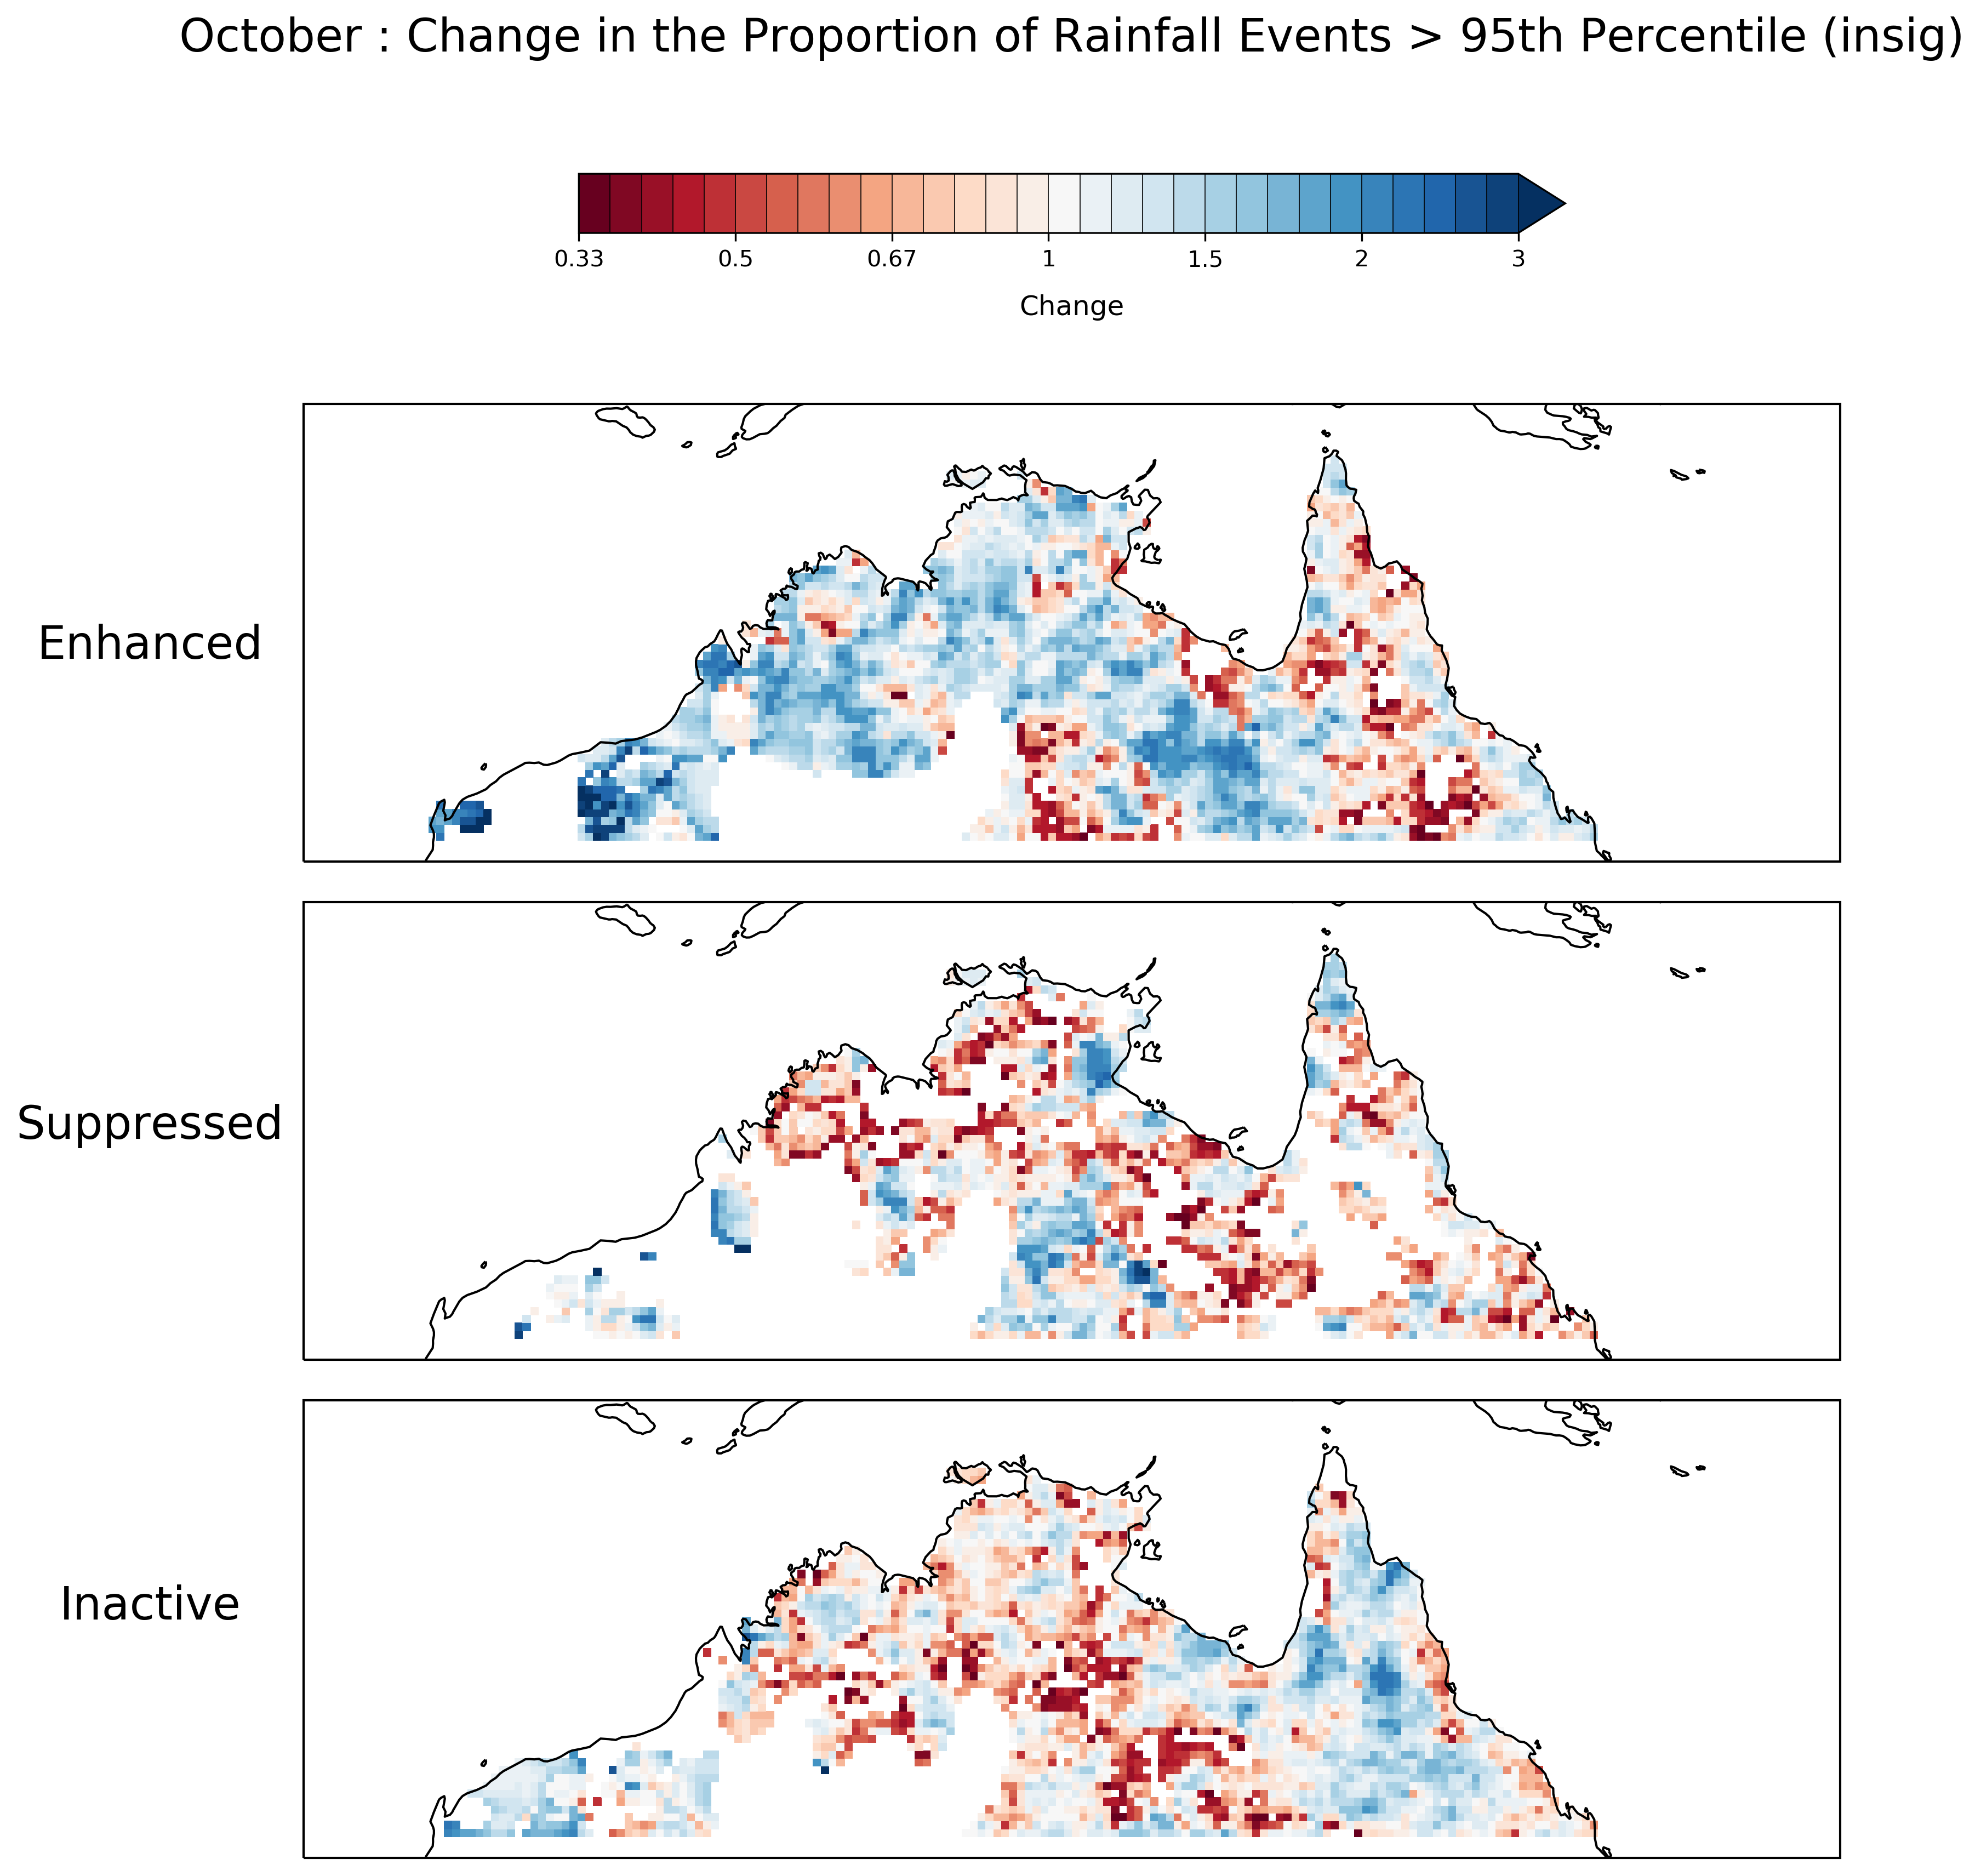 October : Change in the Proportion of Rainfall Events > 95th Percentile (insig)
0.33 0.5 0.67 1 1.5 2 3
Change
Enhanced
Suppressed
Inactive